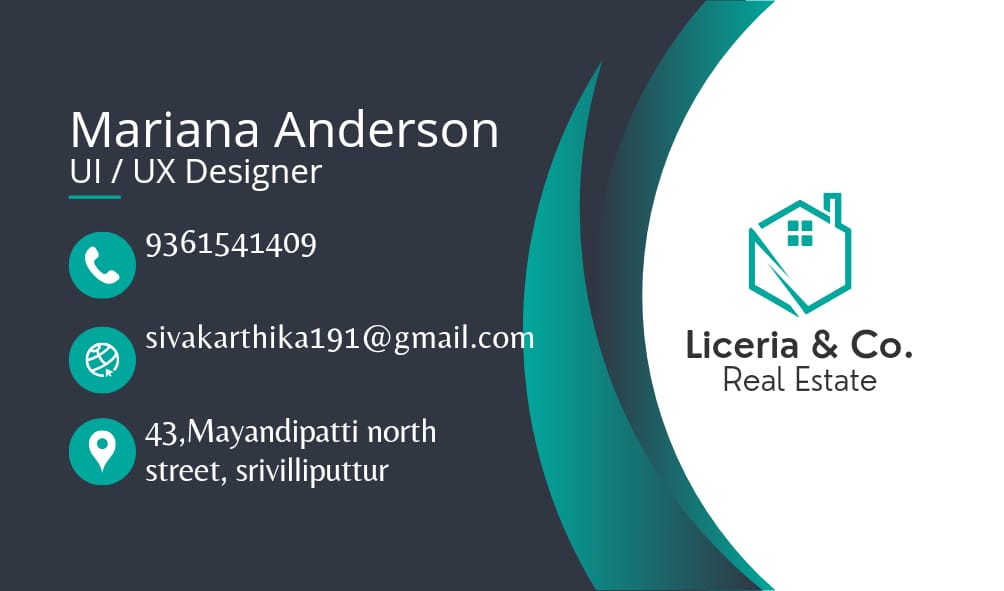 Mariana Anderson
UI / UX Designer
9361541409
sivakarthika191@gmail.com
43,Mayandipatti north
street, srivilliputtur
Liceria & Co.
Real Estate